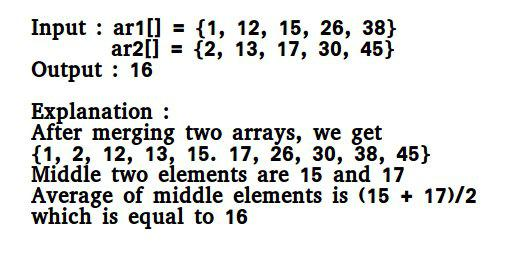 Input : ar1[] = {1, 12, 15, 26, 38}
ar2[] = {2, 13, 17, 30, 45}
Output : 16
Explanation :
After merging two arrays, we get
{1, 2, 12, 13, 15. 17, 26, 30, 38, 45}
Middle two elements are 15 and 17
Average of middle elements is (15 + 17)/2
which is equal to 16